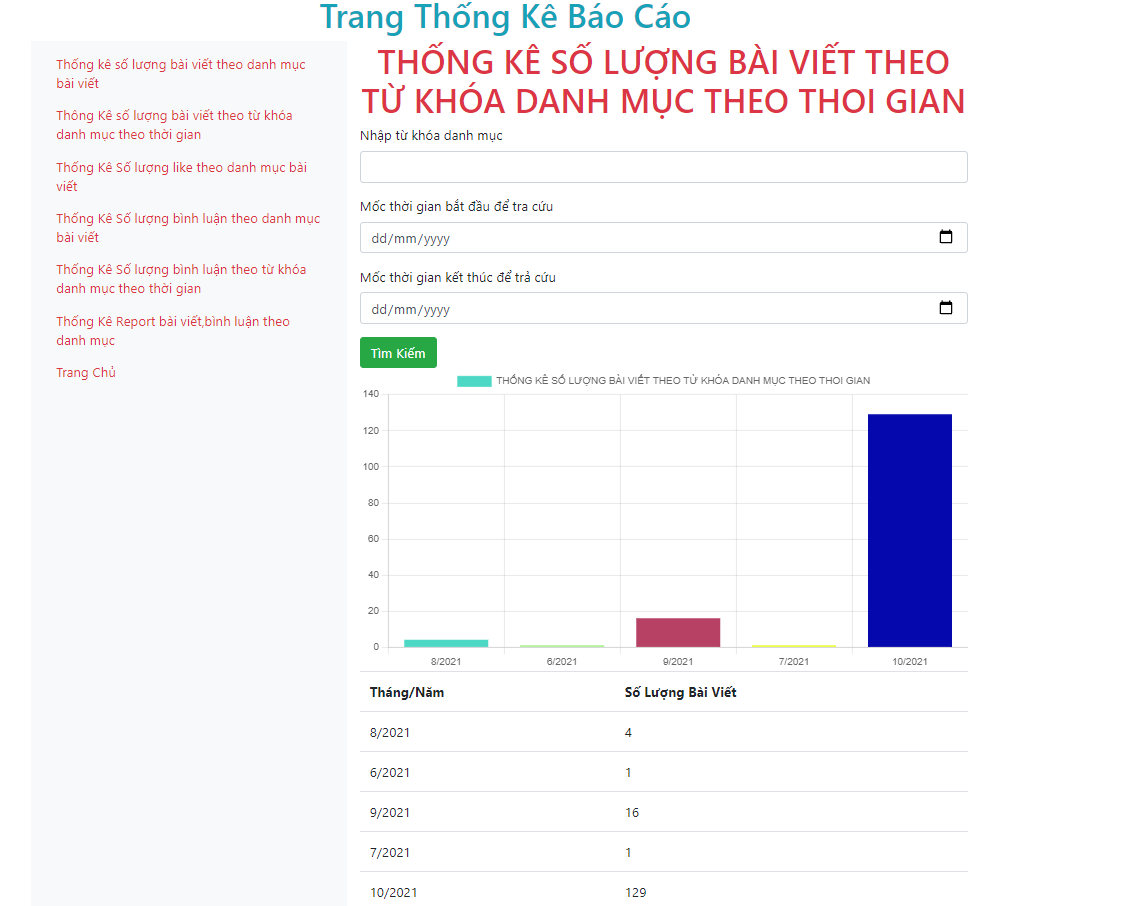 Trang Thống Kê Báo Cáo
Thống kê số lượng bài viết theo danh mục
bài viết
Thông Kê số lượng bài viết theo từ khóa
danh mục theo thời gian
Thống Kê Số lượng like theo danh mục bài
viết
Thống Kê Số lượng bình luận theo danh mục
bài viết
Thống Kê Số lượng bình luận theo từ khóa
danh mục theo thời gian
Thống Kê Report bài viết,bình luận theo
danh mục
Trang Chủ
THỐNG KÊ SỐ LƯỢNG BÀI VIẾT THEO
TỪ KHÓA DANH MỤC THEO THOI GIAN
Nhập từ khóa danh mục
Mốc thời gian bắt đầu để tra cứu
dd/mm/yyyy
Mốc thời gian kết thúc để trả cứu
dd/mm/yyyy
Tìm Kiếm
THỐNG KÊ SỐ LƯỢNG BÀI VIẾT THEO TỪ KHÓA DANH MỤC THEO THOI GIAN
140
120
100
80
60
40
20
0
8/2021 6/2021 9/2021 7/2021 10/2021
Tháng/Năm Số Lượng Bài Viết
8/2021 4
6/2021 1
9/2021 16
7/2021 1
10/2021 129